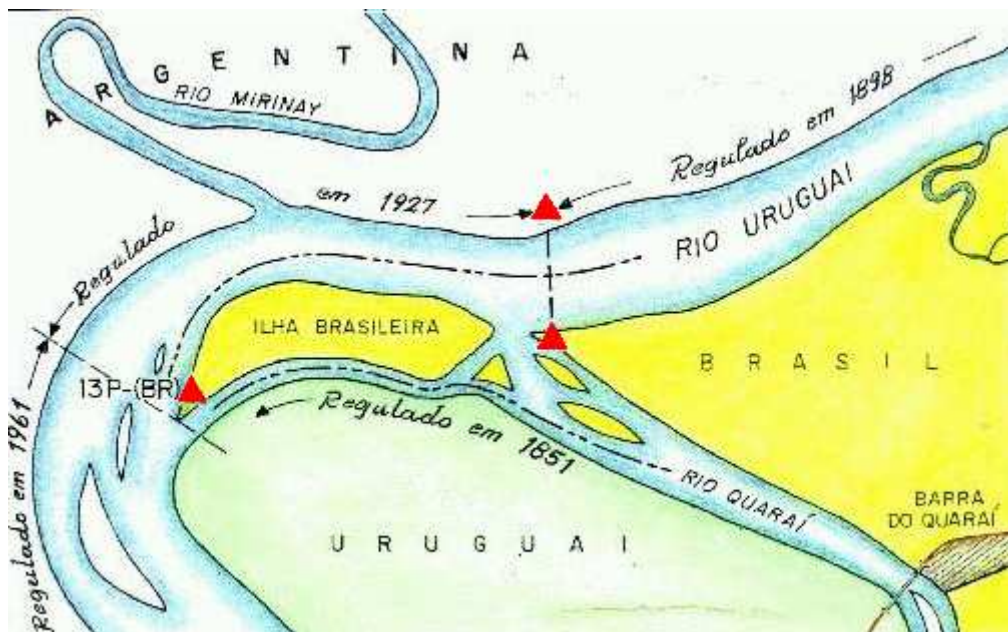 ARGENTINA
RIO MIRINAY
Regulado em 1898
em 1927
Regulado
RIO URUGUAI
ILHA BRASILEIRA
BRASIL
13P-(BR)
Regulado em 1961
Regulado em 1851
RIO QUARAÍ
BARRA
DO QUARAÍ
URUGUAI